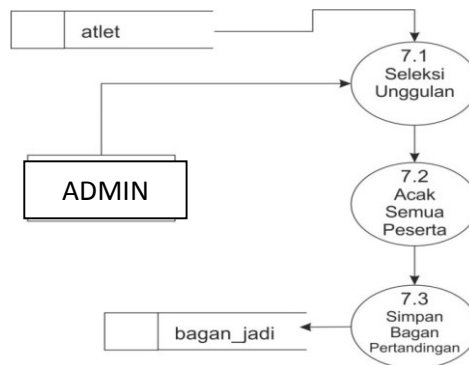 atlet
7.1
Seleksi
Unggulan
ADMIN
7.2
Acak
Semua
Peserta
7.3
Simpan
Bagan
Pertandingan
bagan_jadi